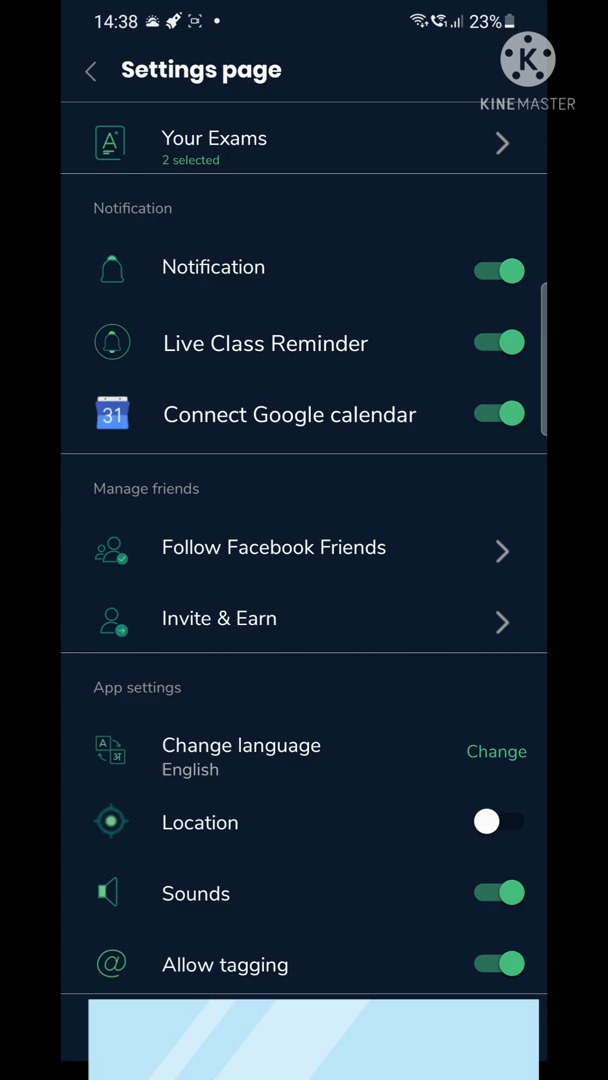 14:38
23%
Settings page
K
KINEMASTER
A+
Your Exams
2 selected
Notification
Notification
Live Class Reminder
31
Connect Google calendar
Manage friends
Follow Facebook Friends
Invite & Earn
App settings
A
अ
Change language
English
Change
Location
Sounds
@
Allow tagging